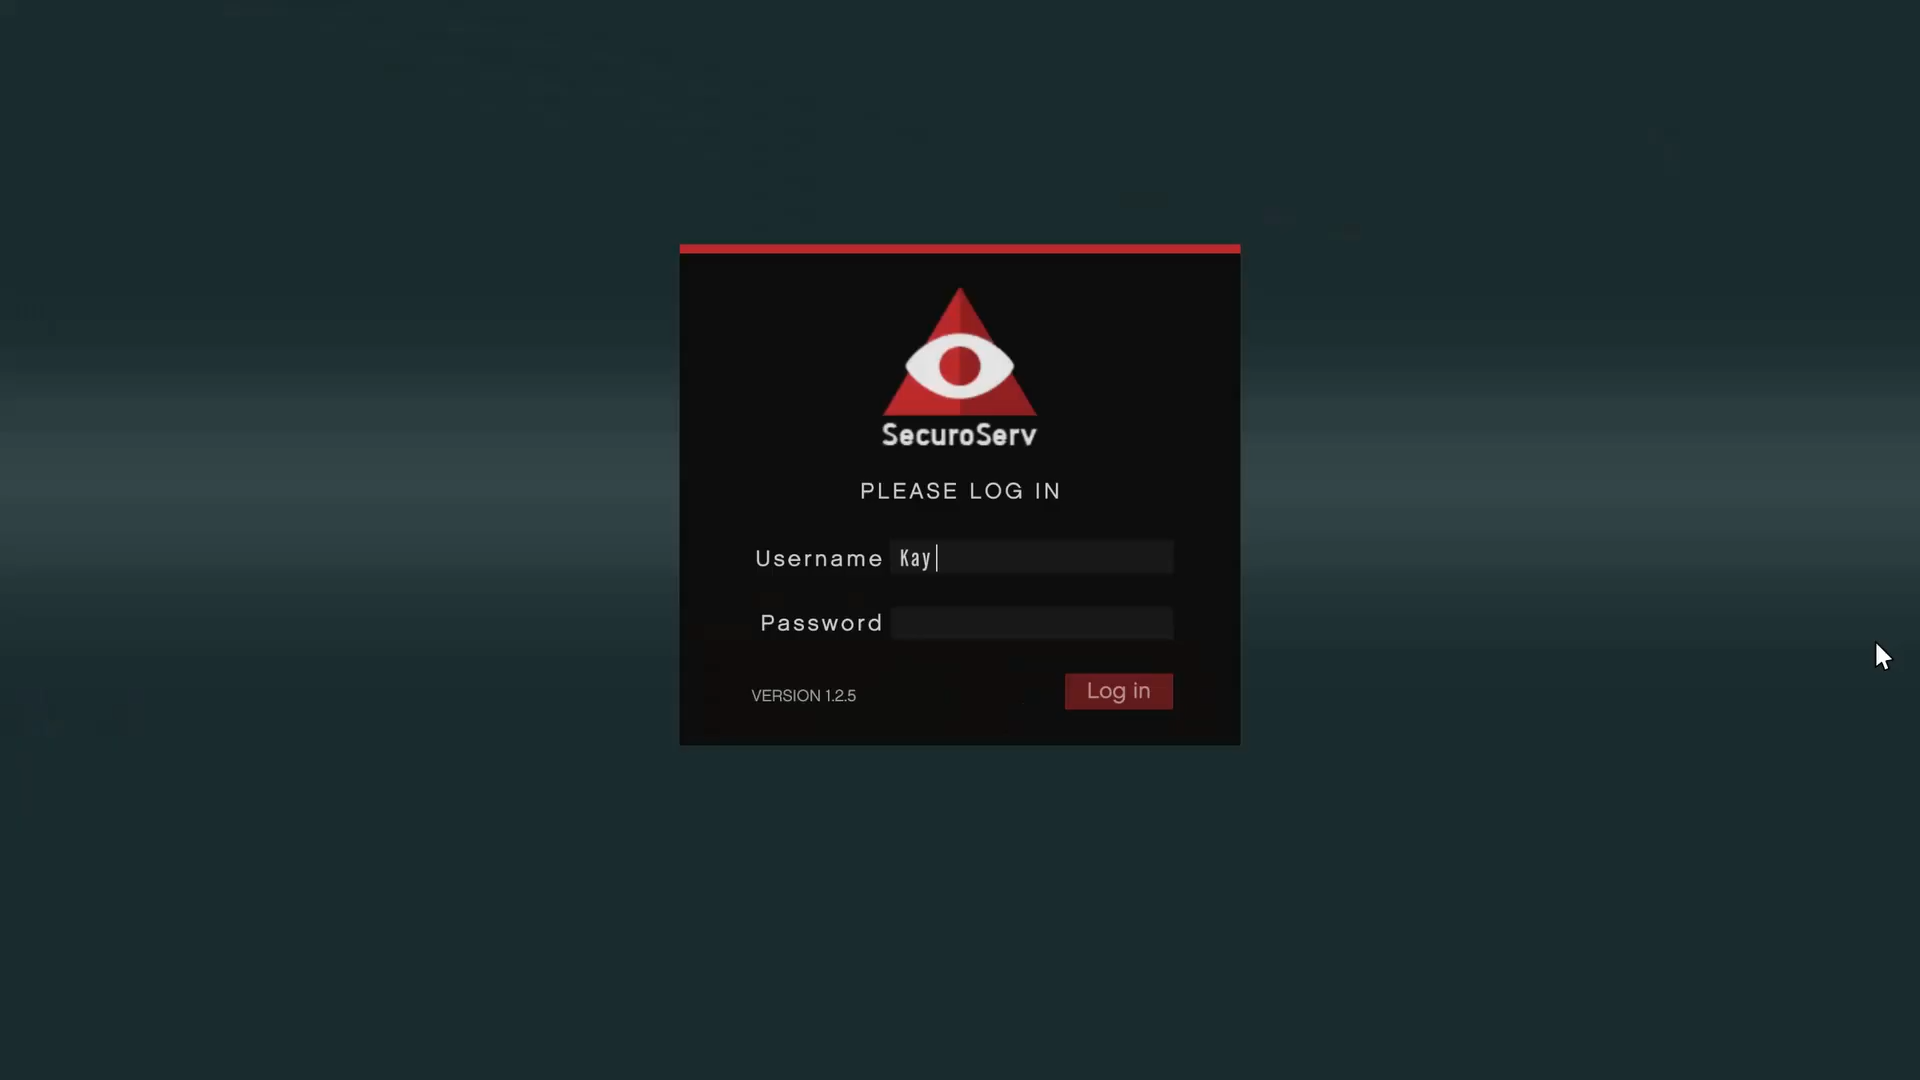 SecuroServ
PLEASE LOG IN
Username Kay
Password
VERSION 1.2.5
Log in